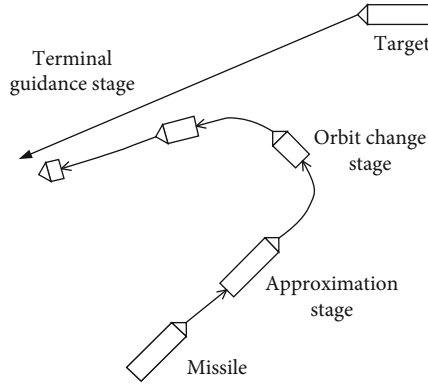 Target
Terminal
guidance stage
Orbit change
stage
Approximation
stage
Missile